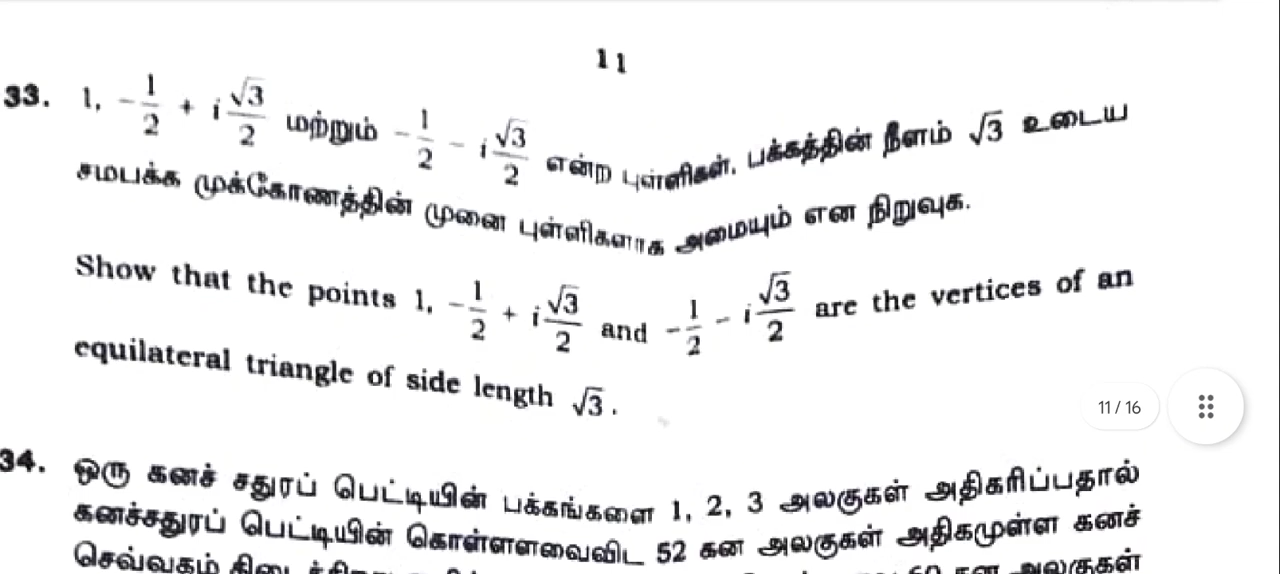 11
33. 1, -1/2 + i√3/2 மற்றும் -1/2 - i√3/2 என்ற புள்ளிகள், பக்கத்தின் நீளம் √3 உடைய
சமபக்க முக்கோணத்தின் முனை புள்ளிகளாக அமையும் என நிறுவுக.
Show that the points 1, -1/2 + i√3/2 and -1/2 - i√3/2 are the vertices of an
equilateral triangle of side length √3.
11 / 16
34. ஒரு கனச் சதுரப் பெட்டியின் பக்கங்களை 1, 2, 3 அலகுகள் அதிகரிப்பதால்
கனச்சதுரப் பெட்டியின் கொள்ளளவைவிட 52 கன அலகுகள் அதிகமுள்ள கனச்
செவ்வகம்